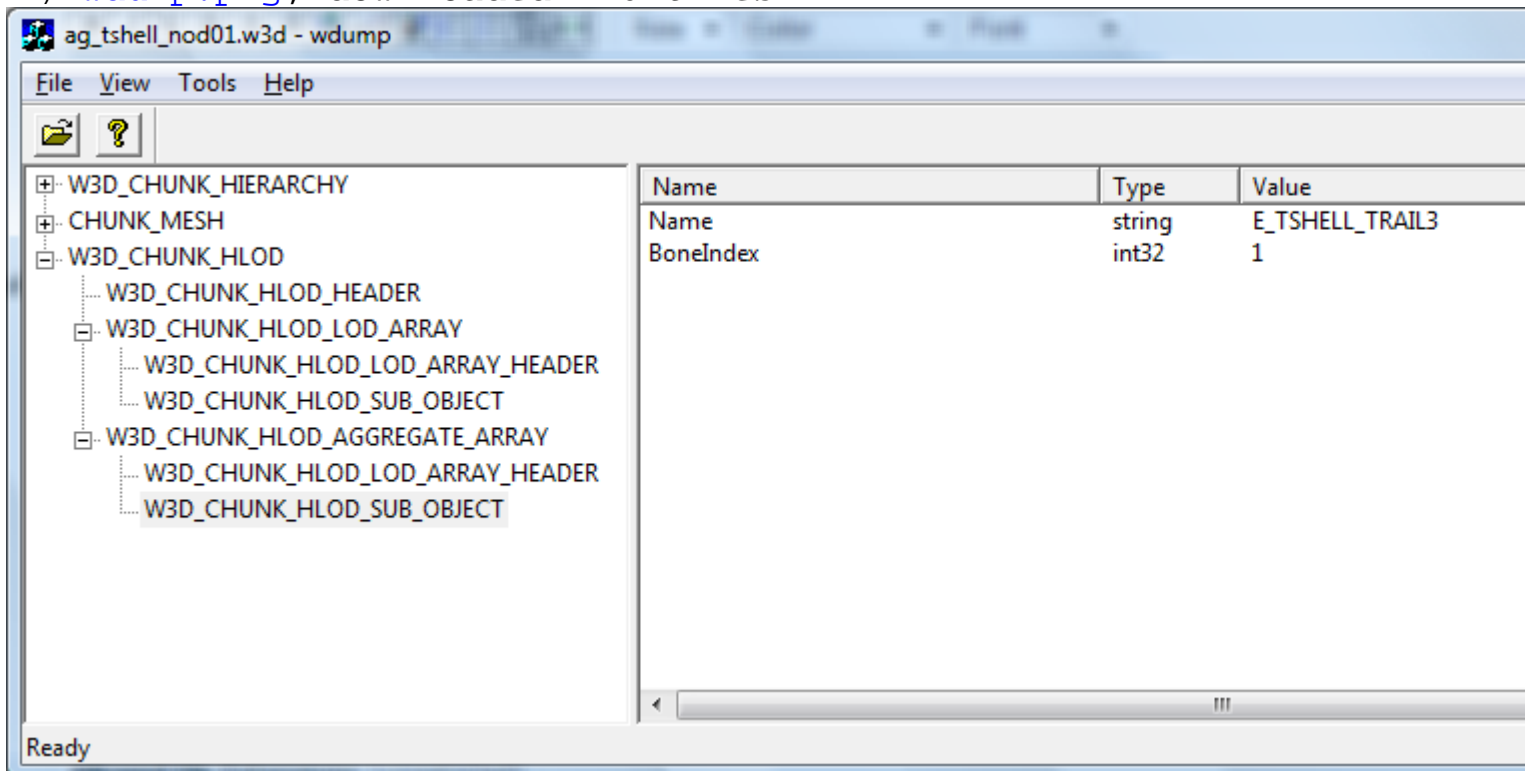 ag_tshell_nod01.w3d - wdump
File View Tools Help
W3D_CHUNK_HIERARCHY
CHUNK_MESH
W3D_CHUNK_HLOD
W3D_CHUNK_HLOD_HEADER
W3D_CHUNK_HLOD_LOD_ARRAY
W3D_CHUNK_HLOD_LOD_ARRAY_HEADER
W3D_CHUNK_HLOD_SUB_OBJECT
W3D_CHUNK_HLOD_AGGREGATE_ARRAY
W3D_CHUNK_HLOD_LOD_ARRAY_HEADER
W3D_CHUNK_HLOD_SUB_OBJECT
Name Type Value
Name string E_TSHELL_TRAIL3
BoneIndex int32 1
Ready